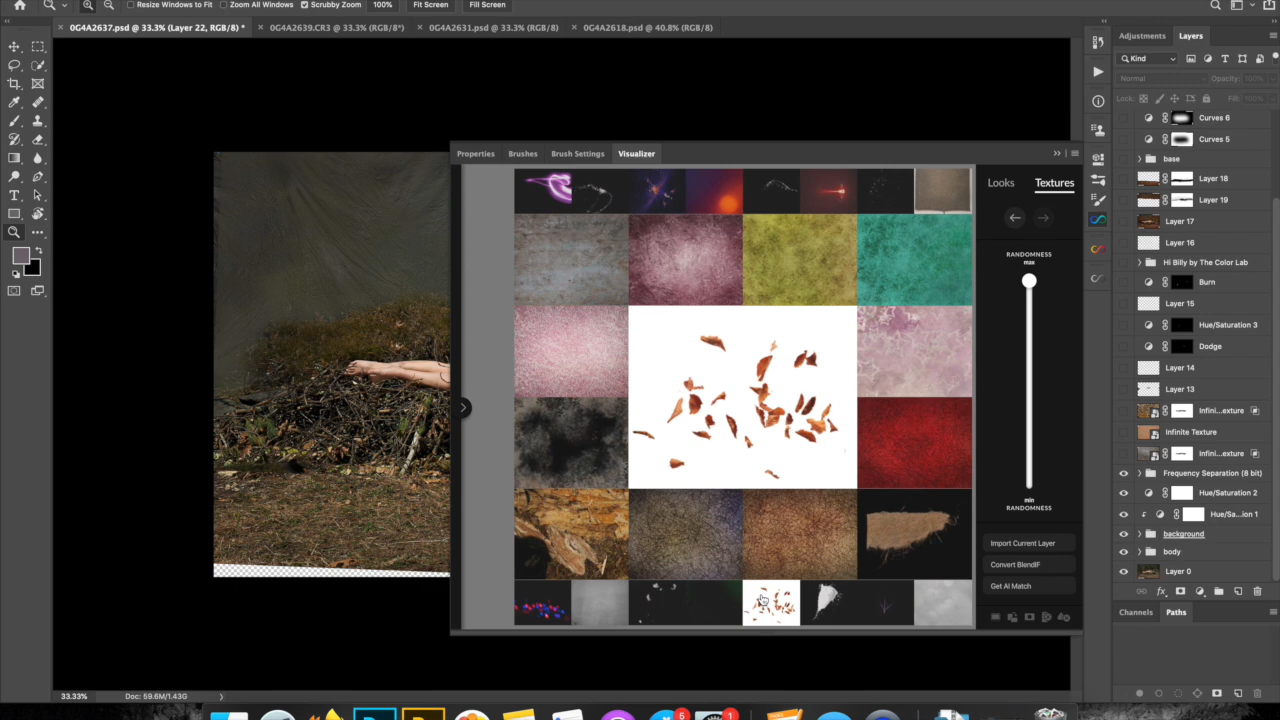 Resize Windows to Fit Zoom All Windows Scrubby Zoom 100% Fit Screen Fill Screen
0G4A2637.psd @ 33.3% (Layer 22, RGB/8) * 0G4A2639.CR3 @ 33.3% (RGB/8*) 0G4A2631.psd @ 33.3% (RGB/8) 0G4A2618.psd @ 40.8% (RGB/8)
Properties Brushes Brush Settings Visualizer
Looks Textures
RANDOMNESS
max
min
RANDOMNESS
Import Current Layer
Convert BlendIF
Get AI Match
Adjustments Layers
Kind
Normal Opacity: 100%
Lock: Fill: 100%
Curves 6
Curves 5
base
Layer 18
Layer 19
Layer 17
Layer 16
Hi Billy by The Color Lab
Burn
Layer 15
Hue/Saturation 3
Dodge
Layer 14
Layer 13
Infini...exture
Infinite Texture
Infini...exture
Frequency Separation (8 bit)
Hue/Saturation 2
Hue/Sa...ion 1
background
body
Layer 0
Channels Paths
33.33% Doc: 59.6M/1.43G
5
1